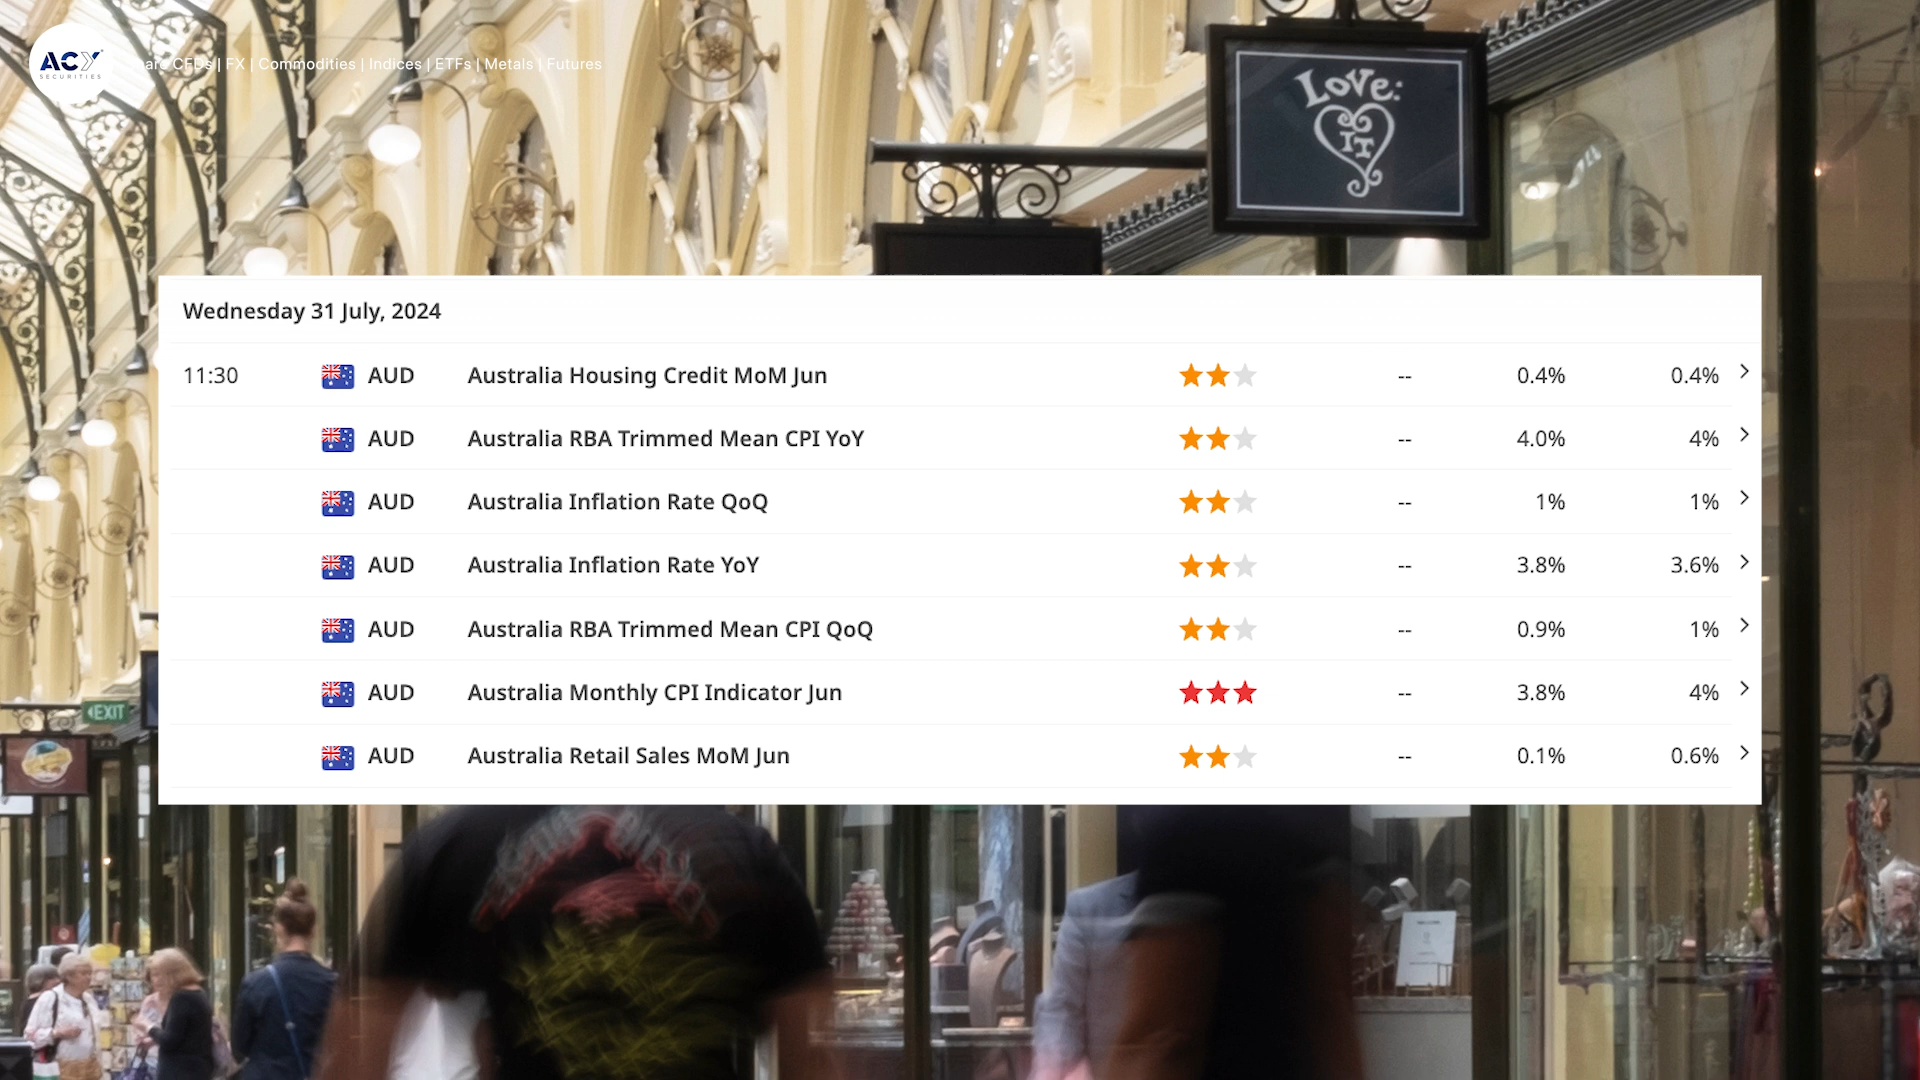 ACY
SECURITIES
CFDs | FX | Commodities | Indices | ETFs | Metals | Futures
LOVE:
IT
Wednesday 31 July, 2024
11:30 AUD Australia Housing Credit MoM Jun -- 0.4% 0.4%
AUD Australia RBA Trimmed Mean CPI YoY -- 4.0% 4%
AUD Australia Inflation Rate QoQ -- 1% 1%
AUD Australia Inflation Rate YoY -- 3.8% 3.6%
AUD Australia RBA Trimmed Mean CPI QoQ -- 0.9% 1%
AUD Australia Monthly CPI Indicator Jun -- 3.8% 4%
AUD Australia Retail Sales MoM Jun -- 0.1% 0.6%
EXIT